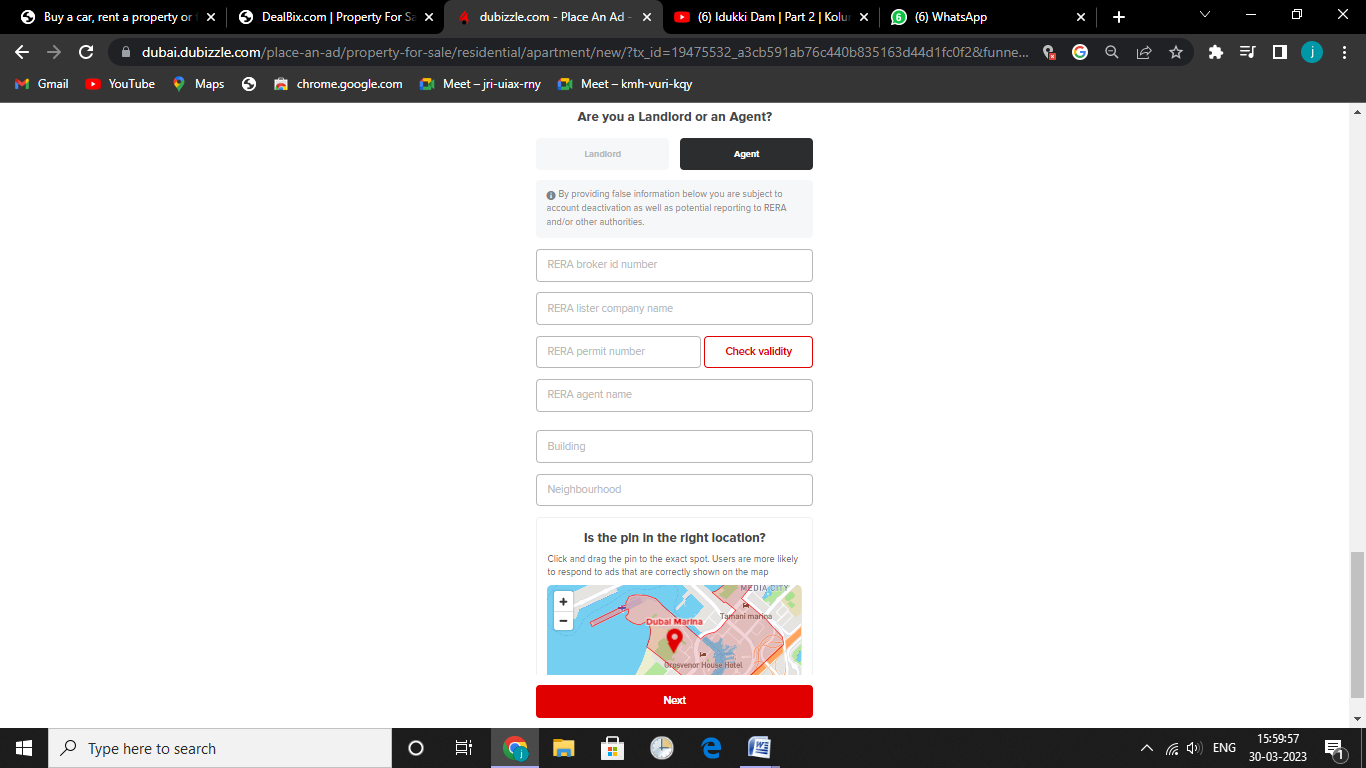 Buy a car, rent a property or f
DealBix.com | Property For Sa
dubizzle.com - Place An Ad -
(6) Idukki Dam | Part 2 | Kolu
(6) WhatsApp
dubai.dubizzle.com/place-an-ad/property-for-sale/residential/apartment/new/?tx_id=19475532_a3cb591ab76c440b835163d44d1fc0f2&funne...
j
Gmail
YouTube
Maps
chrome.google.com
Meet – jri-uiax-rny
Meet – kmh-vuri-kqy
Are you a Landlord or an Agent?
Landlord
Agent
By providing false information below you are subject to
account deactivation as well as potential reporting to RERA
and/or other authorities.
RERA broker id number
RERA lister company name
RERA permit number
Check validity
RERA agent name
Building
Neighbourhood
Is the pin in the right location?
Click and drag the pin to the exact spot. Users are more likely
to respond to ads that are correctly shown on the map
+
−
MEDIA CITY
Tamani marina
Dubai Marina
Grosvenor House Hotel
Next
Type here to search
ENG
15:59:57
30-03-2023
1